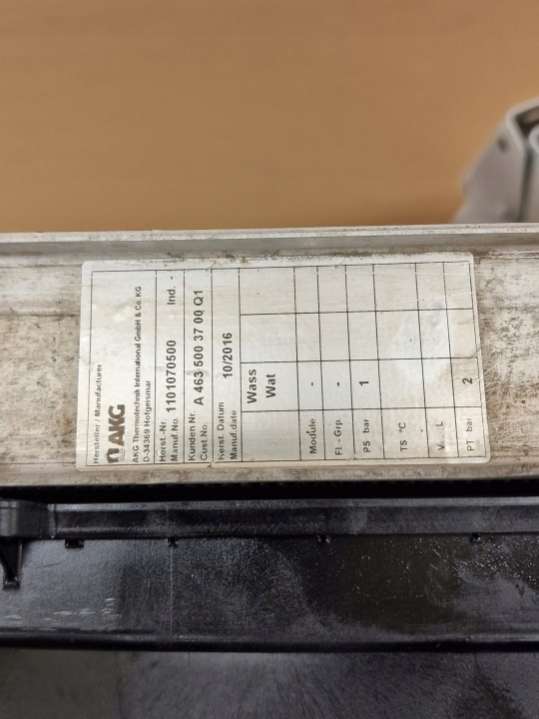 Hersteller / Manufacturer
AKG
AKG Thermotechnik International GmbH & Co. KG
D-34369 Hofgeismar
Herst.-Nr.
Manuf.No. 1101070500 Ind. -
Kunden Nr.
Cust No. A 463 500 37 00 Q1
Herst. Datum
Manuf.date 10/2016
Wass
Wat
Module -
Fl.-Grp. -
PS bar 1
TS °C
V L
PT bar 2